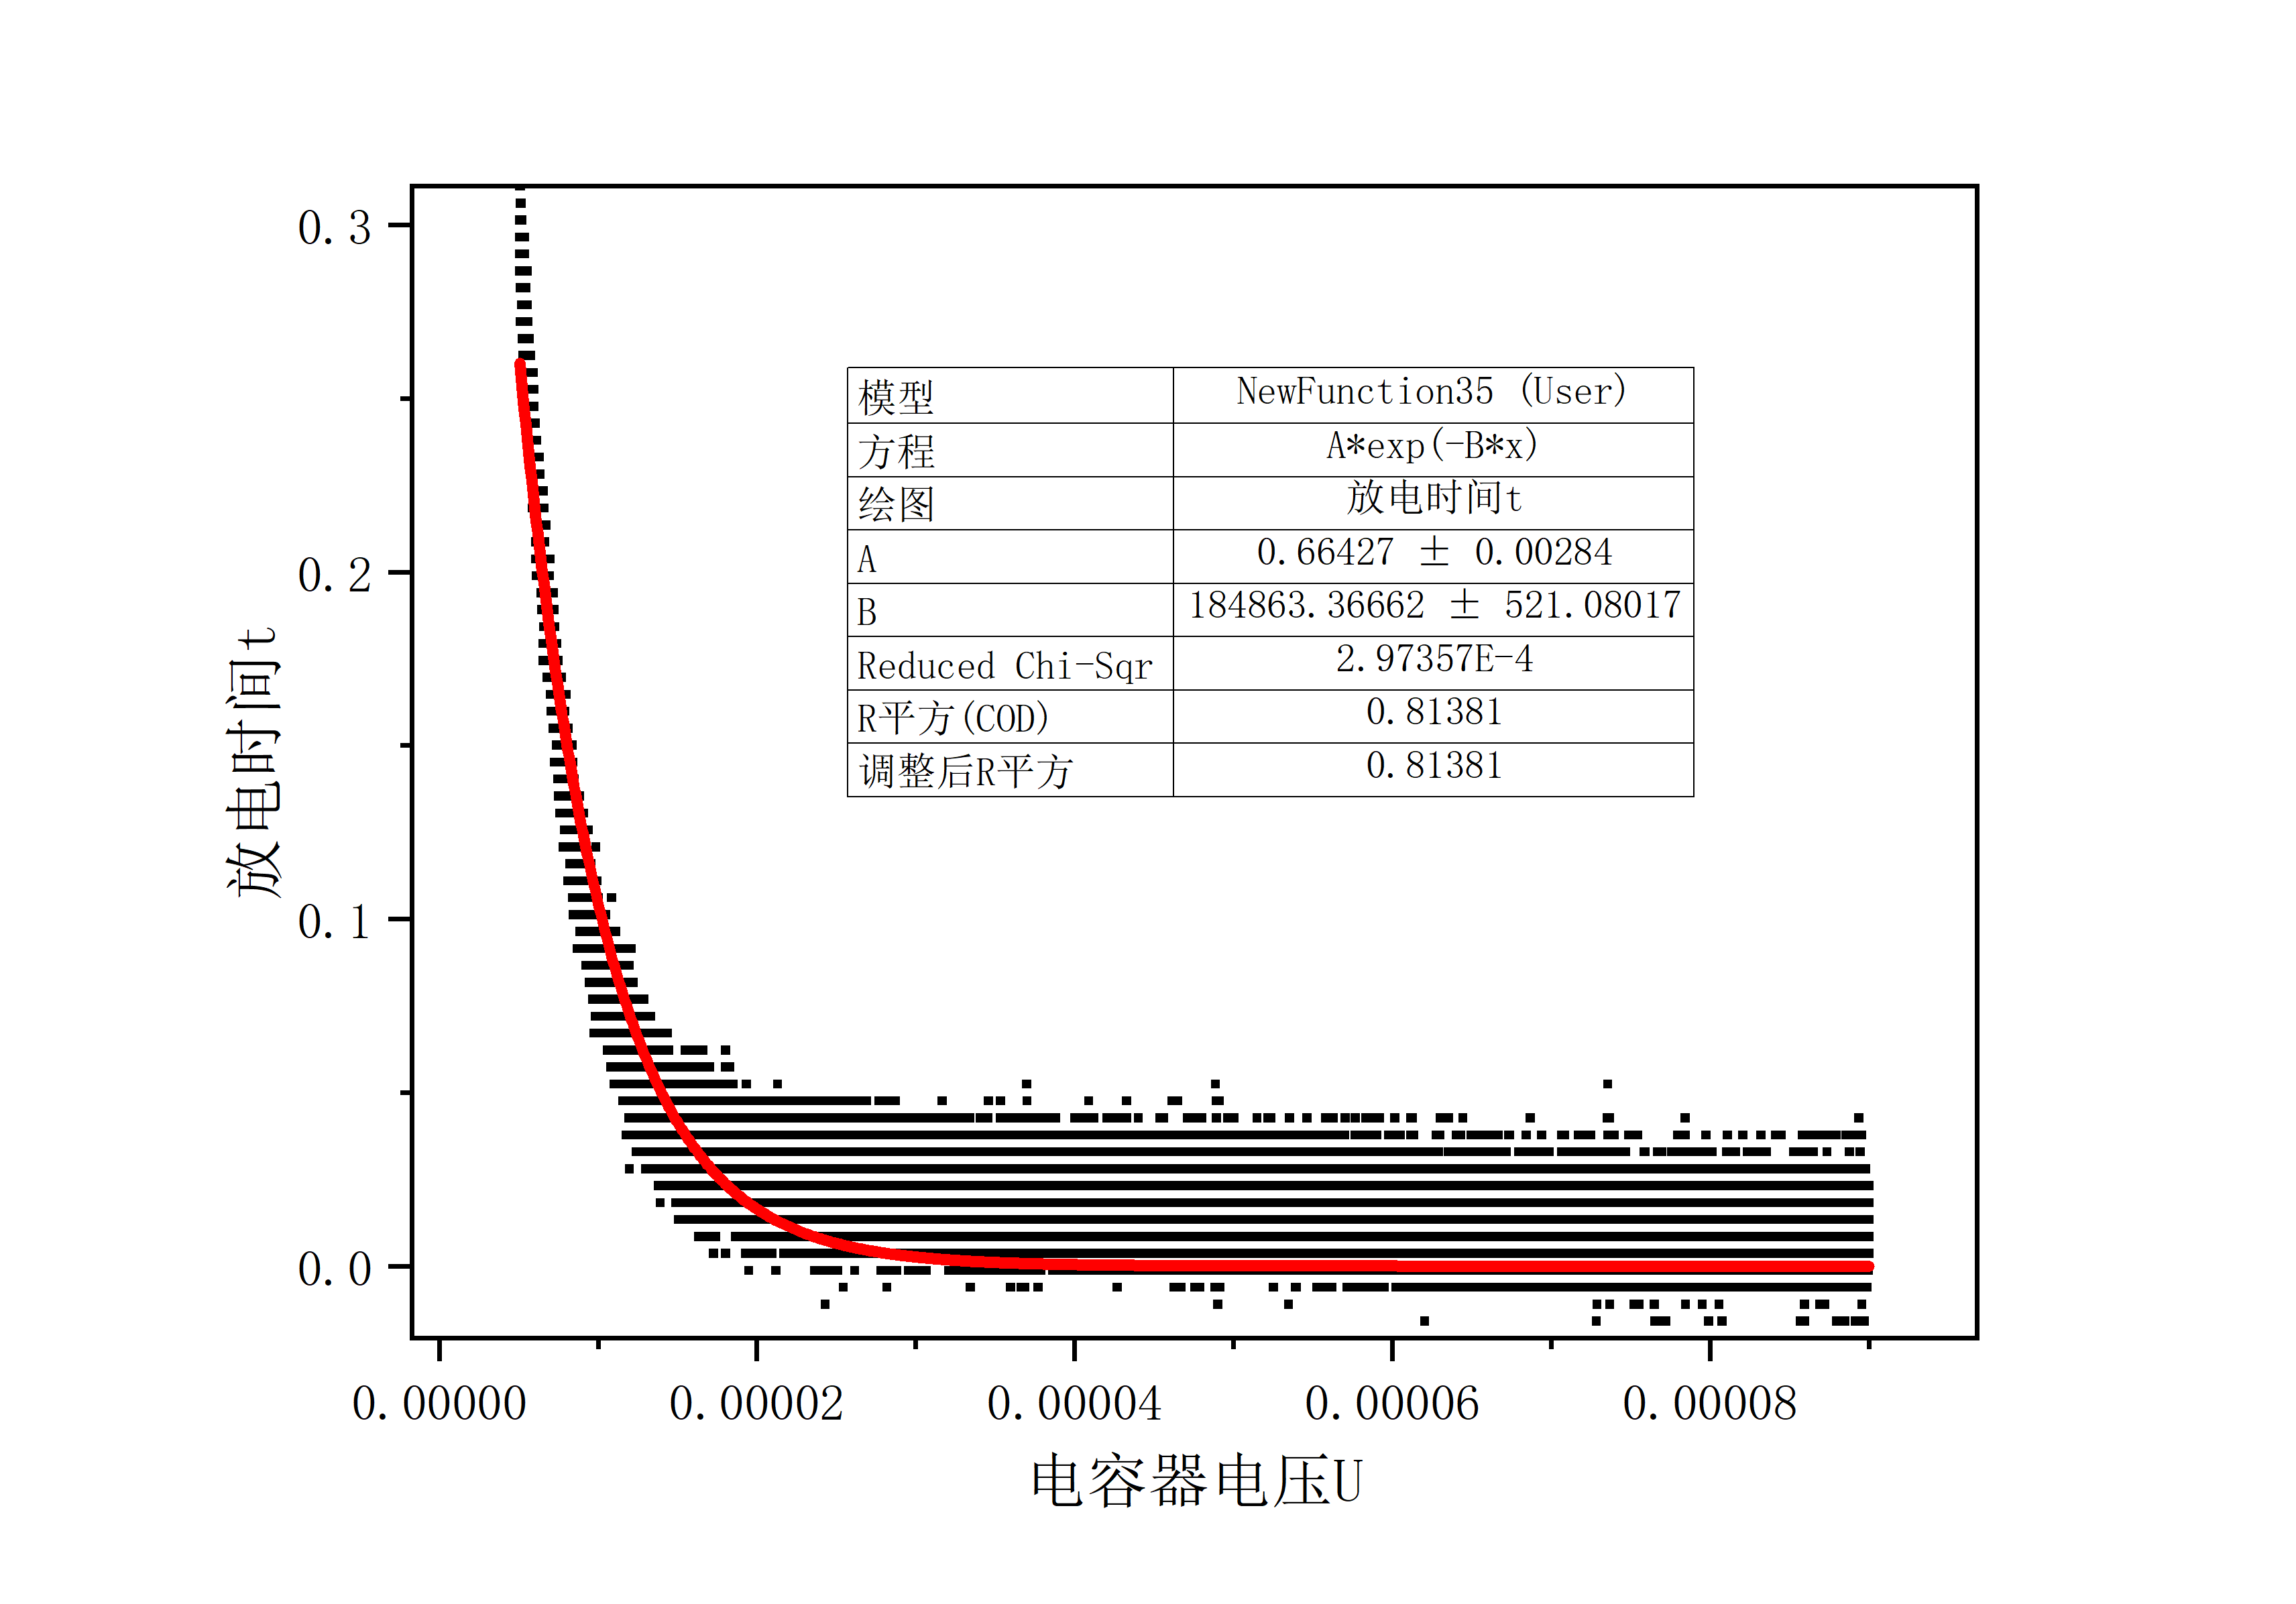 0.3
0.2
0.1
0.0
放电时间t
模型 NewFunction35 (User)
方程 A*exp(-B*x)
绘图 放电时间t
A 0.66427 ± 0.00284
B 184863.36662 ± 521.08017
Reduced Chi-Sqr 2.97357E-4
R平方(COD) 0.81381
调整后R平方 0.81381
0.00000 0.00002 0.00004 0.00006 0.00008
电容器电压U